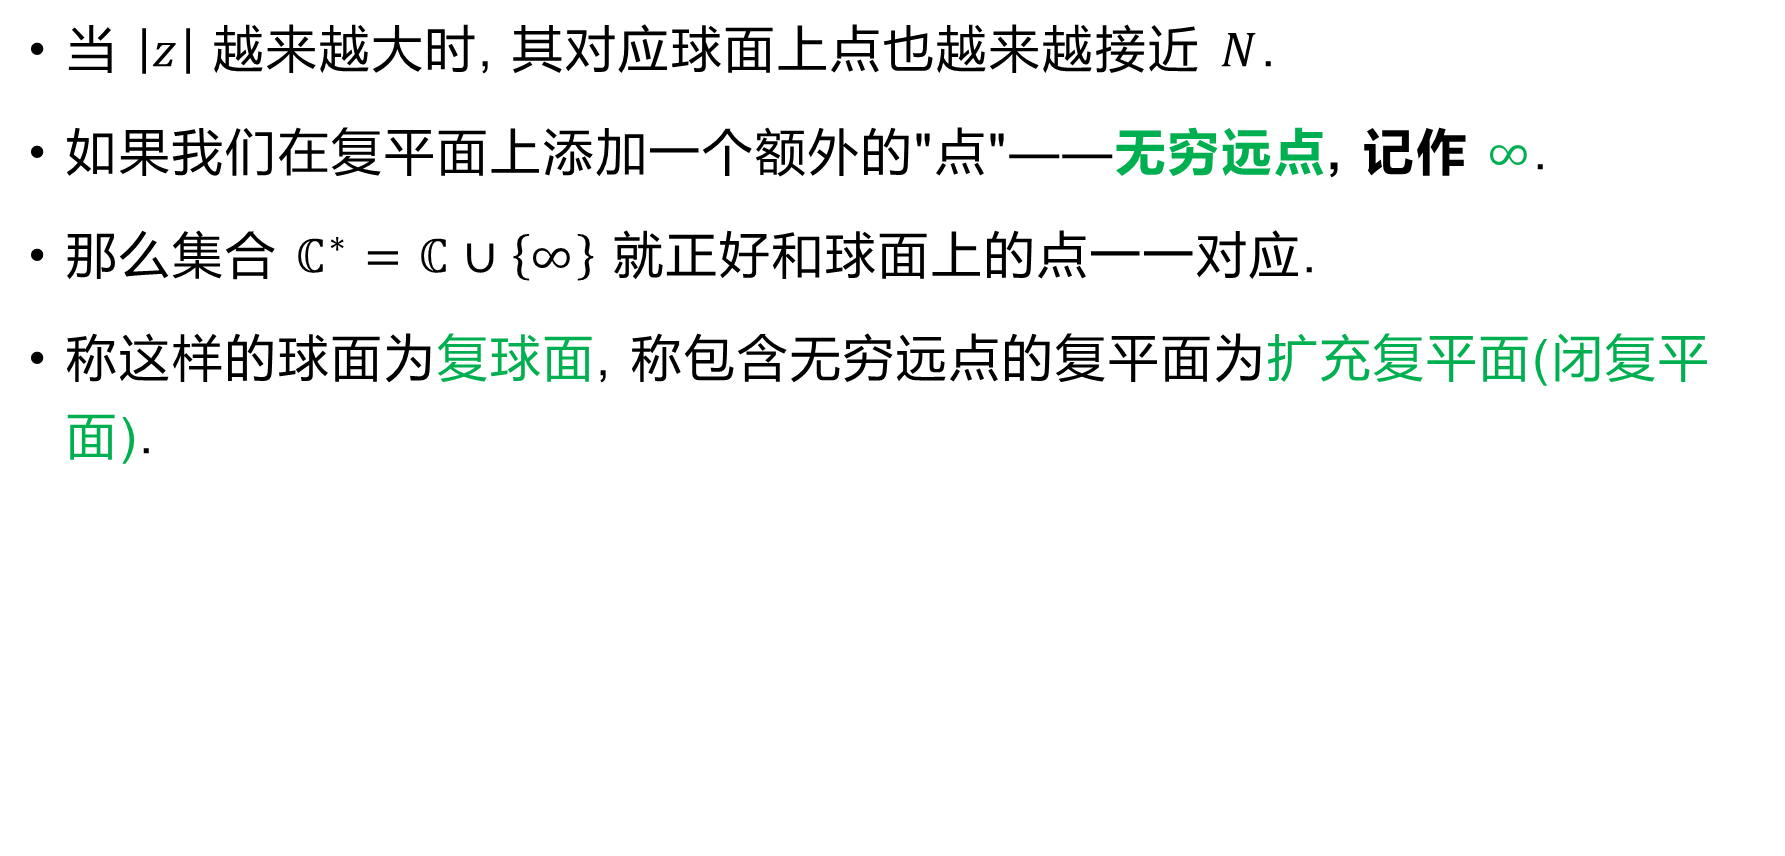 • 当 |z| 越来越大时, 其对应球面上点也越来越接近 N.
• 如果我们在复平面上添加一个额外的"点"——无穷远点, 记作 ∞.
• 那么集合 ℂ* = ℂ ∪ {∞} 就正好和球面上的点一一对应.
• 称这样的球面为复球面, 称包含无穷远点的复平面为扩充复平面(闭复平
面).